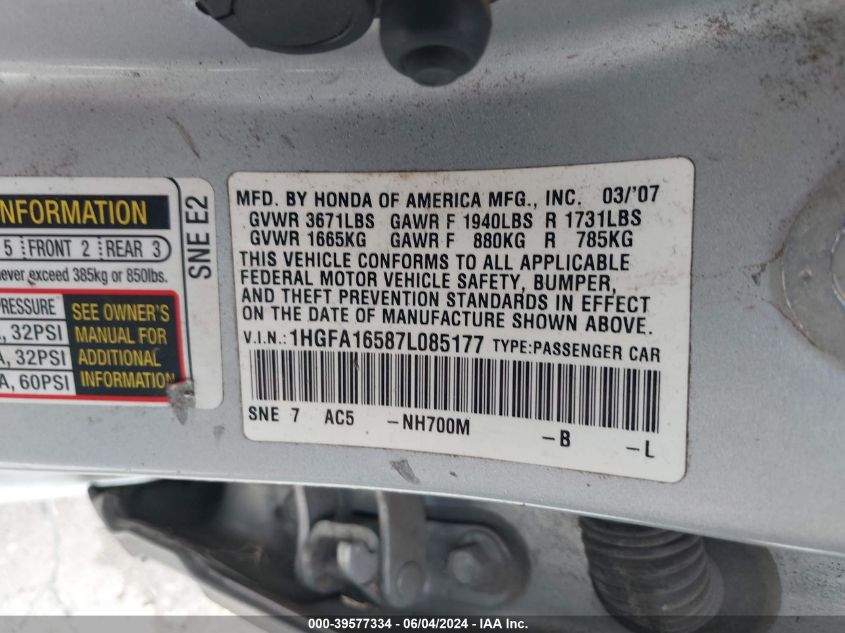 NFORMATION
5 FRONT 2 REAR 3
never exceed 385kg or 850lbs.
PRESSURE
, 32PSI
A, 32PSI
A, 60PSI
SEE OWNER'S
MANUAL FOR
ADDITIONAL
INFORMATION
SNE E2
MFD. BY HONDA OF AMERICA MFG., INC. 03/'07
GVWR 3671LBS GAWR F 1940LBS R 1731LBS
GVWR 1665KG GAWR F 880KG R 785KG
THIS VEHICLE CONFORMS TO ALL APPLICABLE
FEDERAL MOTOR VEHICLE SAFETY, BUMPER,
AND THEFT PREVENTION STANDARDS IN EFFECT
ON THE DATE OF MANUFACTURE SHOWN ABOVE.
V.I.N.: 1HGFA16587L085177 TYPE:PASSENGER CAR
SNE 7 AC5 -NH700M -B -L
000-39577334 - 06/04/2024 - IAA Inc.